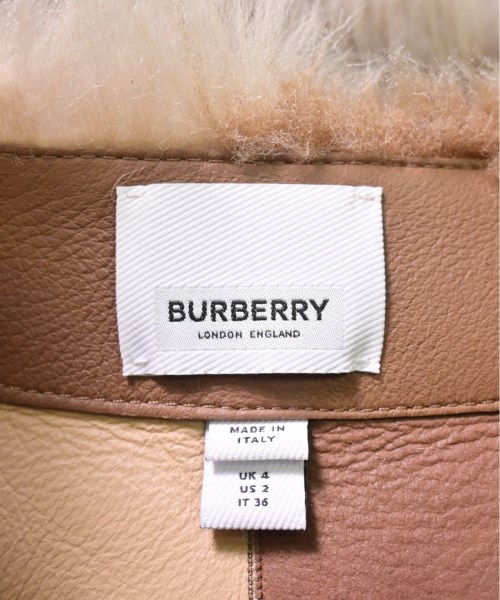 BURBERRY
LONDON ENGLAND
MADE IN
ITALY
UK 4
US 2
IT 36